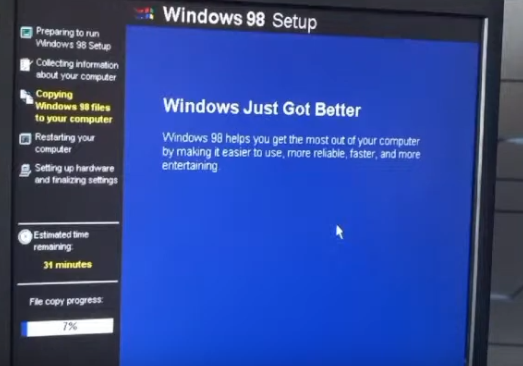 Windows 98 Setup
Preparing to run
Windows 98 Setup
Collecting information
about your computer
Copying
Windows 98 files
to your computer
Restarting your
computer
Setting up hardware
and finalizing settings
Estimated time
remaining:
31 minutes
File copy progress:
7%
Windows Just Got Better
Windows 98 helps you get the most out of your computer
by making it easier to use, more reliable, faster, and more
entertaining.